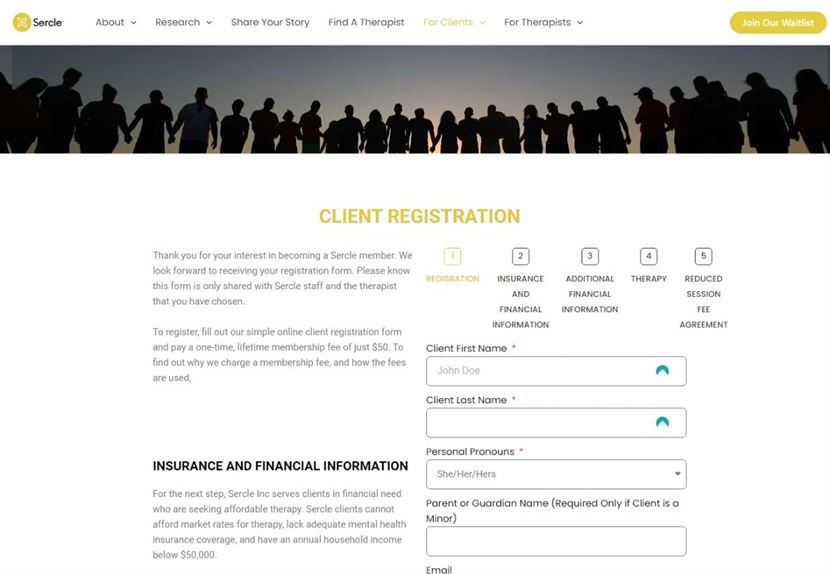 Sercle
About
Research
Share Your Story
Find A Therapist
For Clients
For Therapists
Join Our Waitlist
CLIENT REGISTRATION
Thank you for your interest in becoming a Sercle member. We
look forward to receiving your registration form. Please know
this form is only shared with Sercle staff and the therapist
that you have chosen.
To register, fill out our simple online client registration form
and pay a one-time, lifetime membership fee of just $50. To
find out why we charge a membership fee, and how the fees
are used,
INSURANCE AND FINANCIAL INFORMATION
For the next step, Sercle Inc serves clients in financial need
who are seeking affordable therapy. Sercle clients cannot
afford market rates for therapy, lack adequate mental health
insurance coverage, and have an annual household income
below $50,000.
1
REGISRATION
2
INSURANCE
AND
FINANCIAL
INFORMATION
3
ADDITIONAL
FINANCIAL
INFORMATION
4
THERAPY
5
REDUCED
SESSION
FEE
AGREEMENT
Client First Name *
John Doe
Client Last Name *
Personal Pronouns *
She/Her/Hers
Parent or Guardian Name (Required Only if Client is a
Minor)
Email